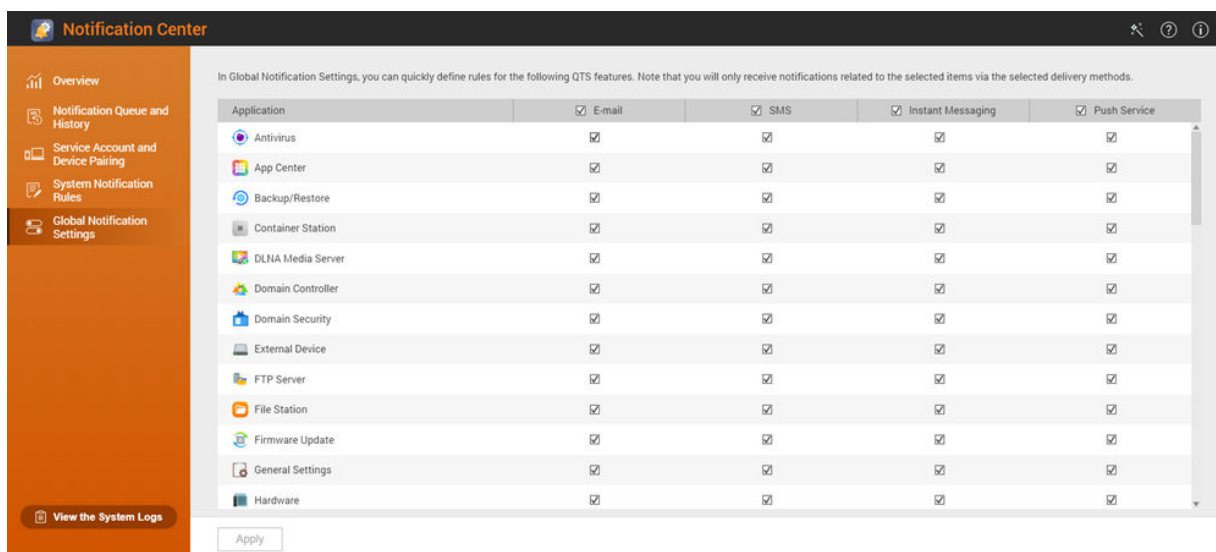 Notification Center
Overview
Notification Queue and
History
Service Account and
Device Pairing
System Notification
Rules
Global Notification
Settings
View the System Logs
In Global Notification Settings, you can quickly define rules for the following QTS features. Note that you will only receive notifications related to the selected items via the selected delivery methods.
Application E-mail SMS Instant Messaging Push Service
Antivirus
App Center
Backup/Restore
Container Station
DLNA Media Server
Domain Controller
Domain Security
External Device
FTP Server
File Station
Firmware Update
General Settings
Hardware
Apply